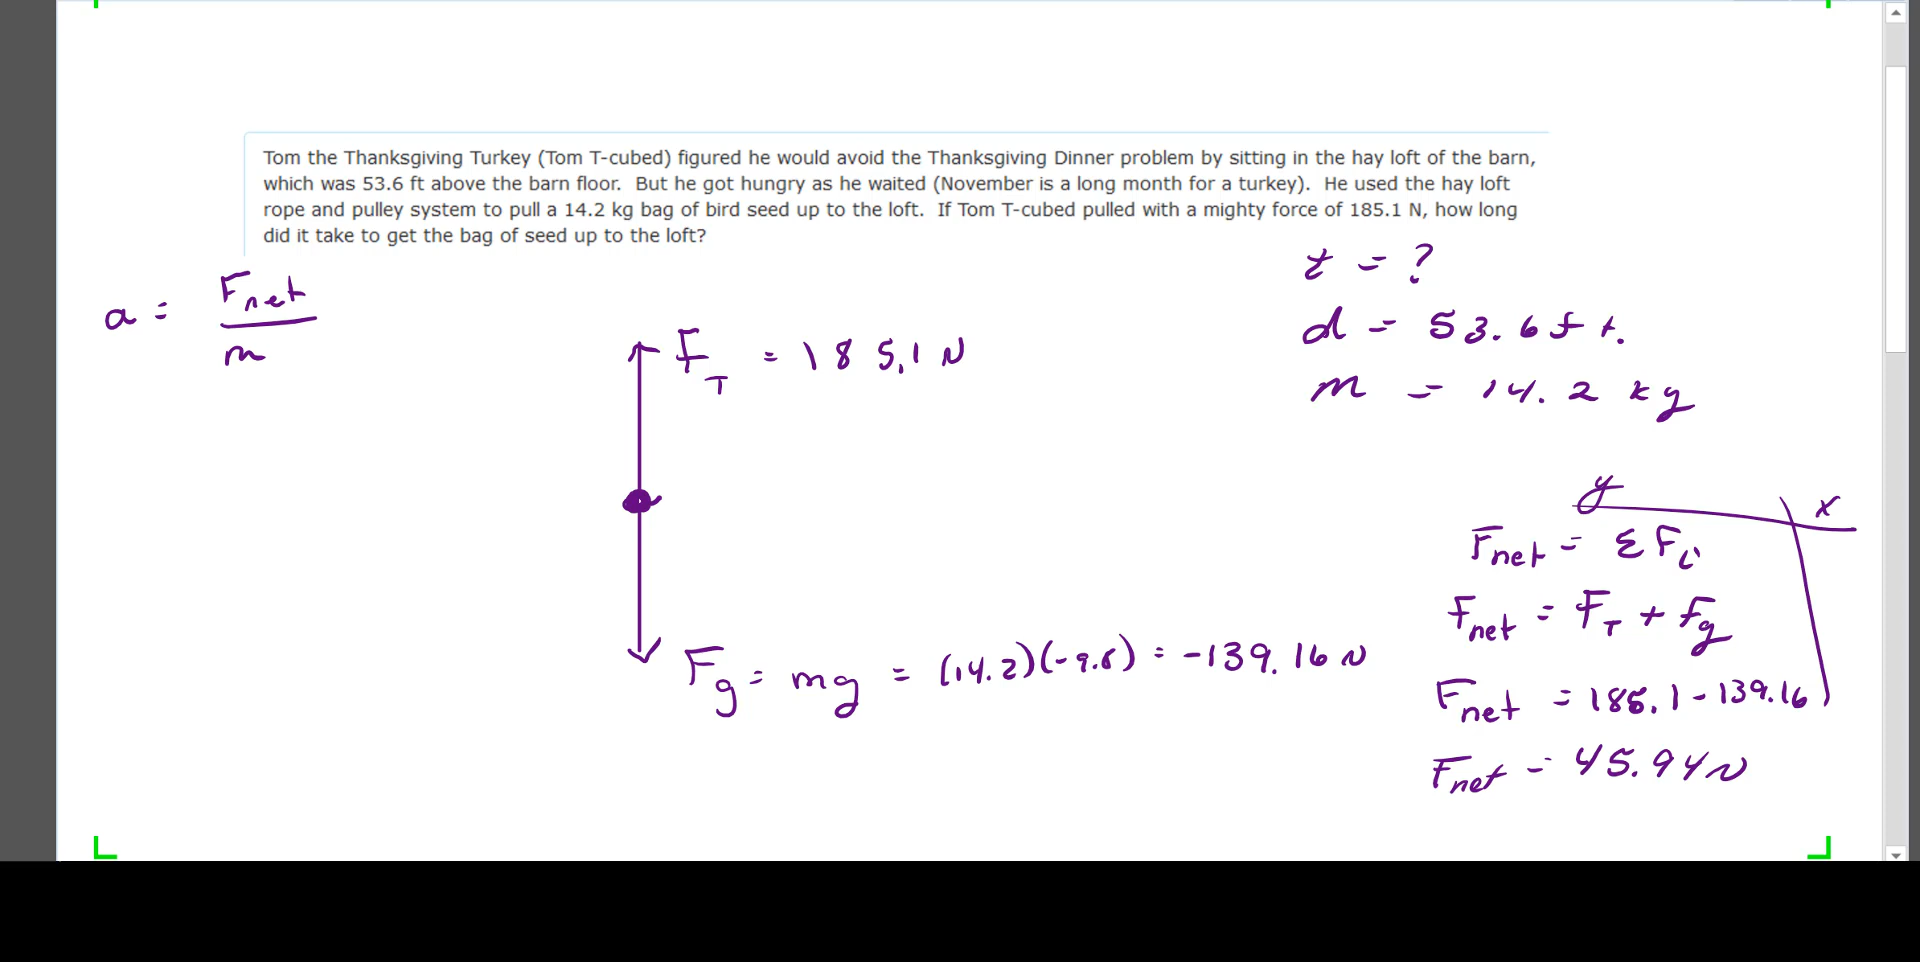 Tom the Thanksgiving Turkey (Tom T-cubed) figured he would avoid the Thanksgiving Dinner problem by sitting in the hay loft of the barn,
which was 53.6 ft above the barn floor.  But he got hungry as he waited (November is a long month for a turkey).  He used the hay loft
rope and pulley system to pull a 14.2 kg bag of bird seed up to the loft.  If Tom T-cubed pulled with a mighty force of 185.1 N, how long
did it take to get the bag of seed up to the loft?
t = ?
a = Fnet / m
d = 53.6 ft.
F_T = 185.1 N
m = 14.2 kg
y x
Fnet = ΣFi
Fnet = F_T + Fg
Fg = mg = (14.2)(-9.8) = -139.16 N
Fnet = 185.1 - 139.16
Fnet = 45.94 N